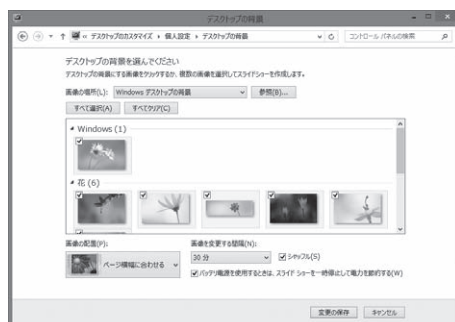 デスクトップの背景
« デスクトップのカスタマイズ › 個人設定 › デスクトップの背景
コントロール パネルの検索
デスクトップの背景を選んでください
デスクトップの背景にする画像をクリックするか、複数の画像を選択してスライドショーを作成します。
画像の場所(L): Windows デスクトップの背景 参照(B)...
すべて選択(A) すべてクリア(C)
Windows (1)
花 (6)
画像の配置(P): 画像を変更する間隔(N):
ページ横幅に合わせる 30 分 シャッフル(S)
バッテリ電源を使用するときは、スライド ショーを一時停止して電力を節約する(W)
変更の保存 キャンセル